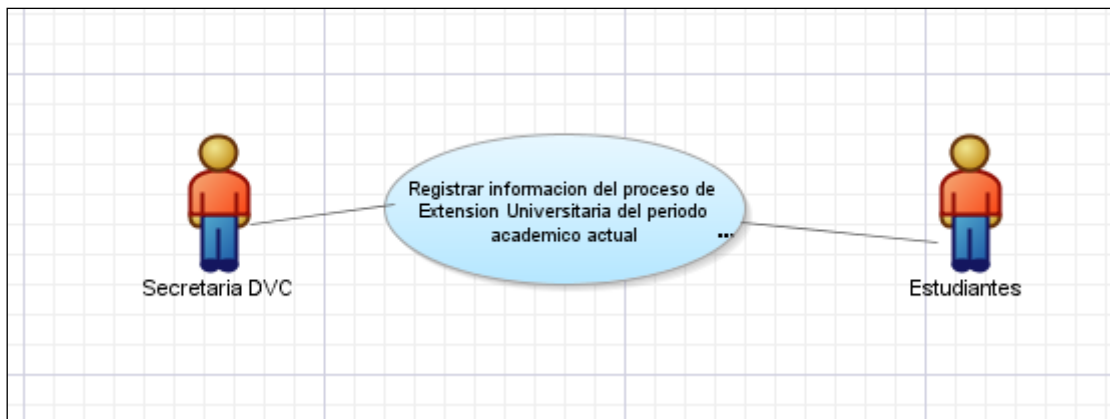 Registrar informacion del proceso de
Extension Universitaria del periodo
academico actual
...
Secretaria DVC
Estudiantes